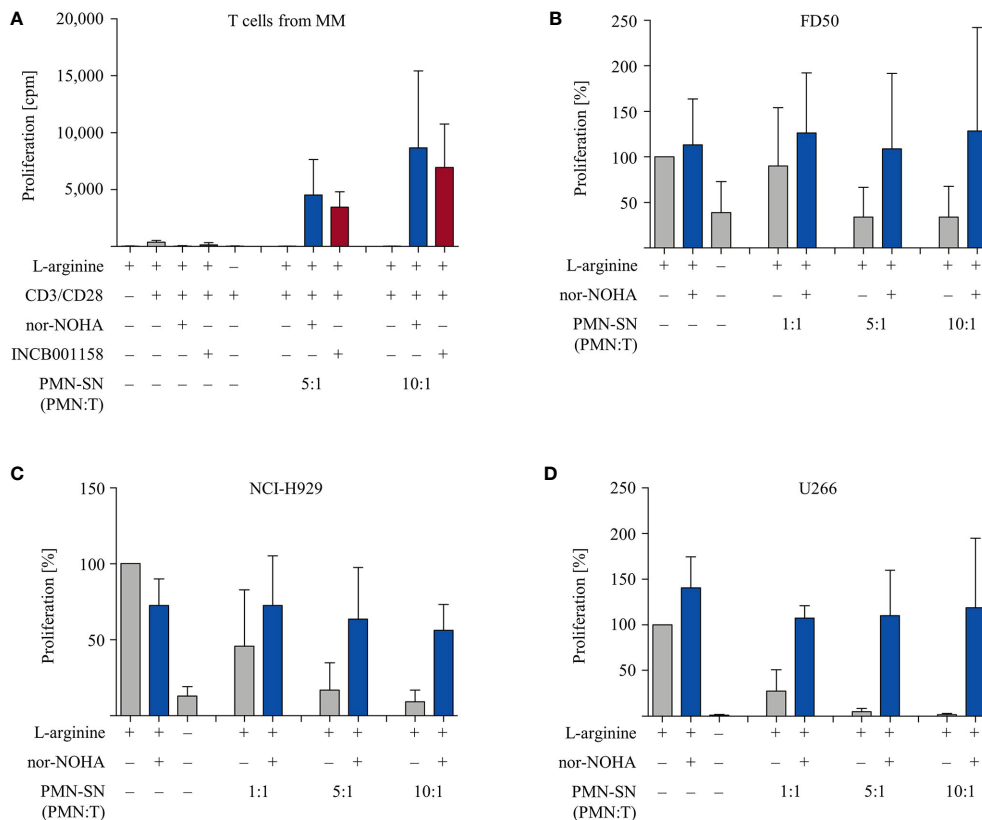 A
T cells from MM
Proliferation [cpm]
20,000
15,000
10,000
5,000
L-arginine + + + + – + + + + + +
CD3/CD28 – + + + + + + + + + +
nor-NOHA – – + – – – + – – + –
INCB001158 – – – + – – – + – – +
PMN-SN – – – – – 5:1 10:1
(PMN:T)
B
FD50
Proliferation [%]
250
200
150
100
50
L-arginine + + – + + + + + +
nor-NOHA – + – – + – + – +
PMN-SN – – – 1:1 5:1 10:1
(PMN:T)
C
NCI-H929
Proliferation [%]
150
100
50
L-arginine + + – + + + + + +
nor-NOHA – + – – + – + – +
PMN-SN – – – 1:1 5:1 10:1
(PMN:T)
D
U266
Proliferation [%]
250
200
150
100
50
L-arginine + + – + + + + + +
nor-NOHA – + – – + – + – +
PMN-SN – – – 1:1 5:1 10:1
(PMN:T)